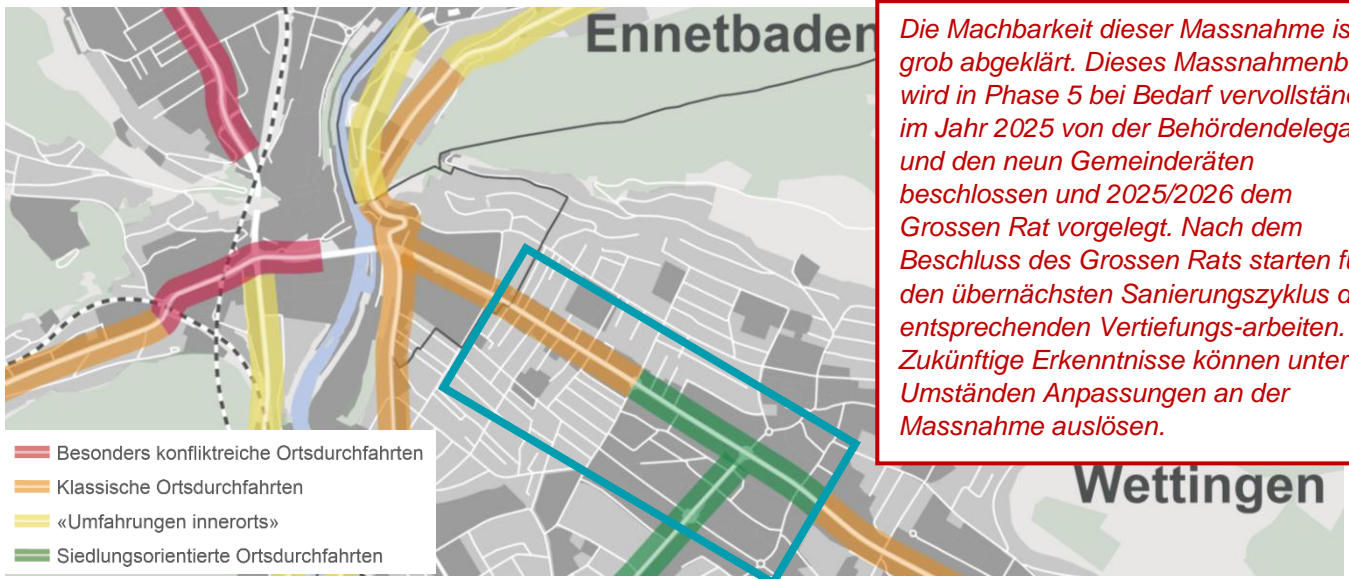 Ennetbaden
Die Machbarkeit dieser Massnahme is
grob abgeklärt. Dieses Massnahmenb
wird in Phase 5 bei Bedarf vervollstän
im Jahr 2025 von der Behördendelega
und den neun Gemeinderäten
beschlossen und 2025/2026 dem
Grossen Rat vorgelegt. Nach dem
Beschluss des Grossen Rats starten fü
den übernächsten Sanierungszyklus d
entsprechenden Vertiefungs-arbeiten.
Zukünftige Erkenntnisse können unter
Umständen Anpassungen an der
Massnahme auslösen.
Besonders konfliktreiche Ortsdurchfahrten
Klassische Ortsdurchfahrten
«Umfahrungen innerorts»
Siedlungsorientierte Ortsdurchfahrten
Wettingen